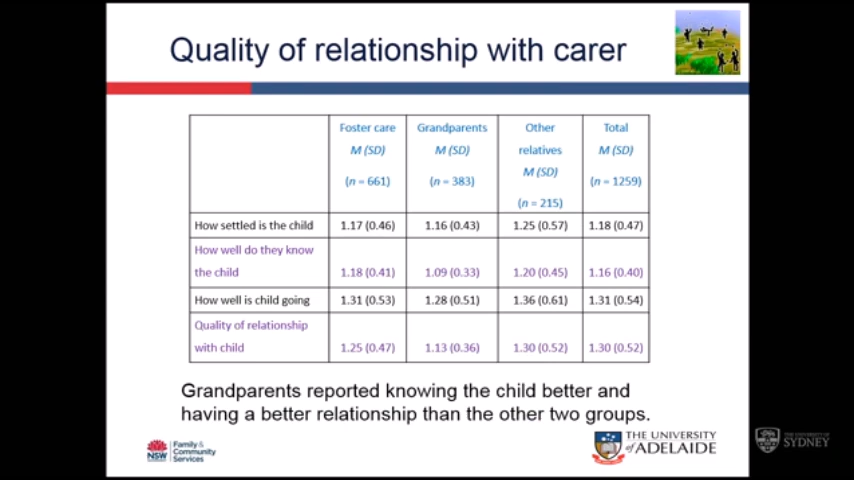 Quality of relationship with carer
Foster care
M (SD)
(n = 661)
Grandparents
M (SD)
(n = 383)
Other
relatives
M (SD)
(n = 215)
Total
M (SD)
(n = 1259)
How settled is the child 1.17 (0.46) 1.16 (0.43) 1.25 (0.57) 1.18 (0.47)
How well do they know
the child 1.18 (0.41) 1.09 (0.33) 1.20 (0.45) 1.16 (0.40)
How well is child going 1.31 (0.53) 1.28 (0.51) 1.36 (0.61) 1.31 (0.54)
Quality of relationship
with child 1.25 (0.47) 1.13 (0.36) 1.30 (0.52) 1.30 (0.52)
Grandparents reported knowing the child better and
having a better relationship than the other two groups.
NSW
Family &
Community
Services
THE UNIVERSITY
of ADELAIDE
THE UNIVERSITY OF
SYDNEY